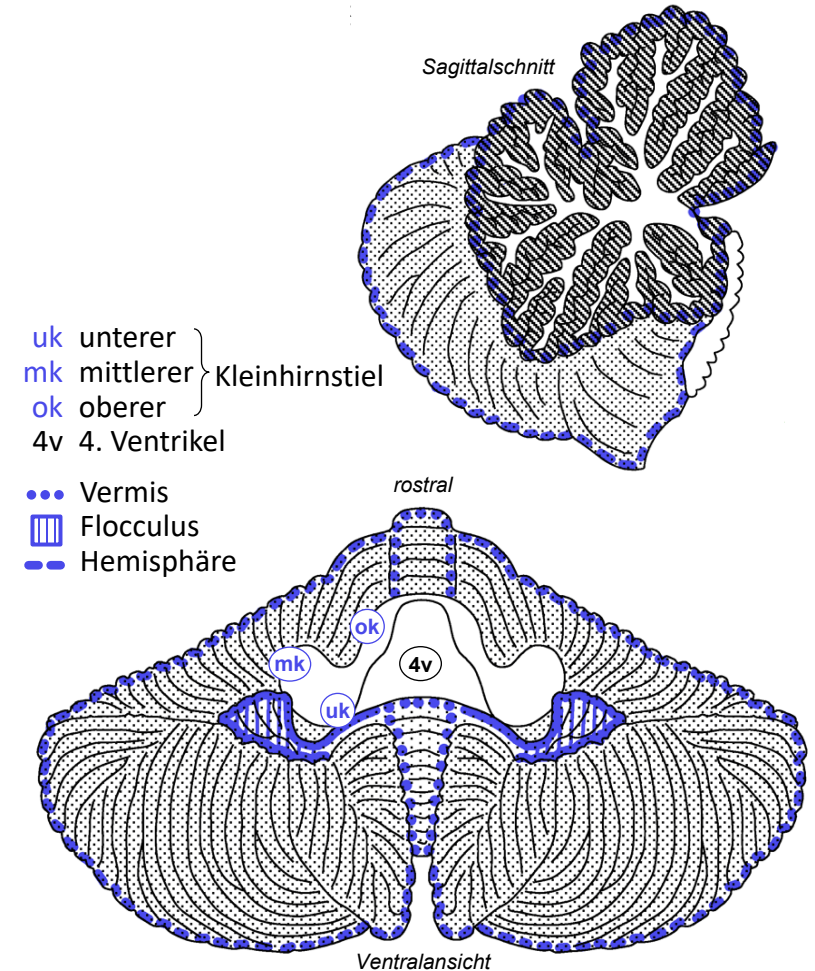 Sagittalschnitt
uk unterer
mk mittlerer
ok oberer
Kleinhirnstiel
4v 4. Ventrikel
Vermis
Flocculus
Hemisphäre
rostral
ok
mk
4v
uk
Ventralansicht